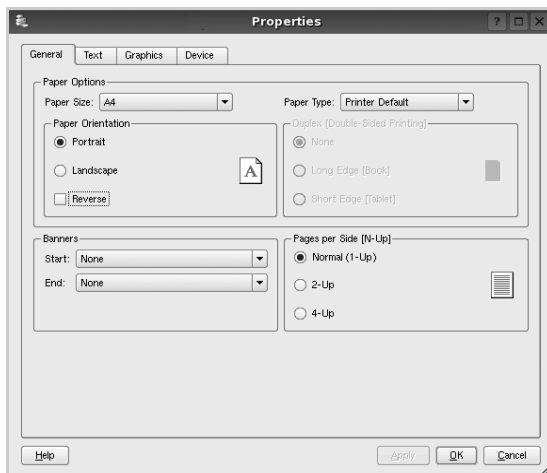 Properties
General Text Graphics Device
Paper Options
Paper Size: A4 Paper Type: Printer Default
Paper Orientation
Portrait
Landscape
Reverse
A
Duplex [Double-Sided Printing]
None
Long Edge [Book]
Short Edge [Tablet]
Banners
Start: None
End: None
Pages per Side [N-Up]
Normal (1-Up)
2-Up
4-Up
Help Apply OK Cancel